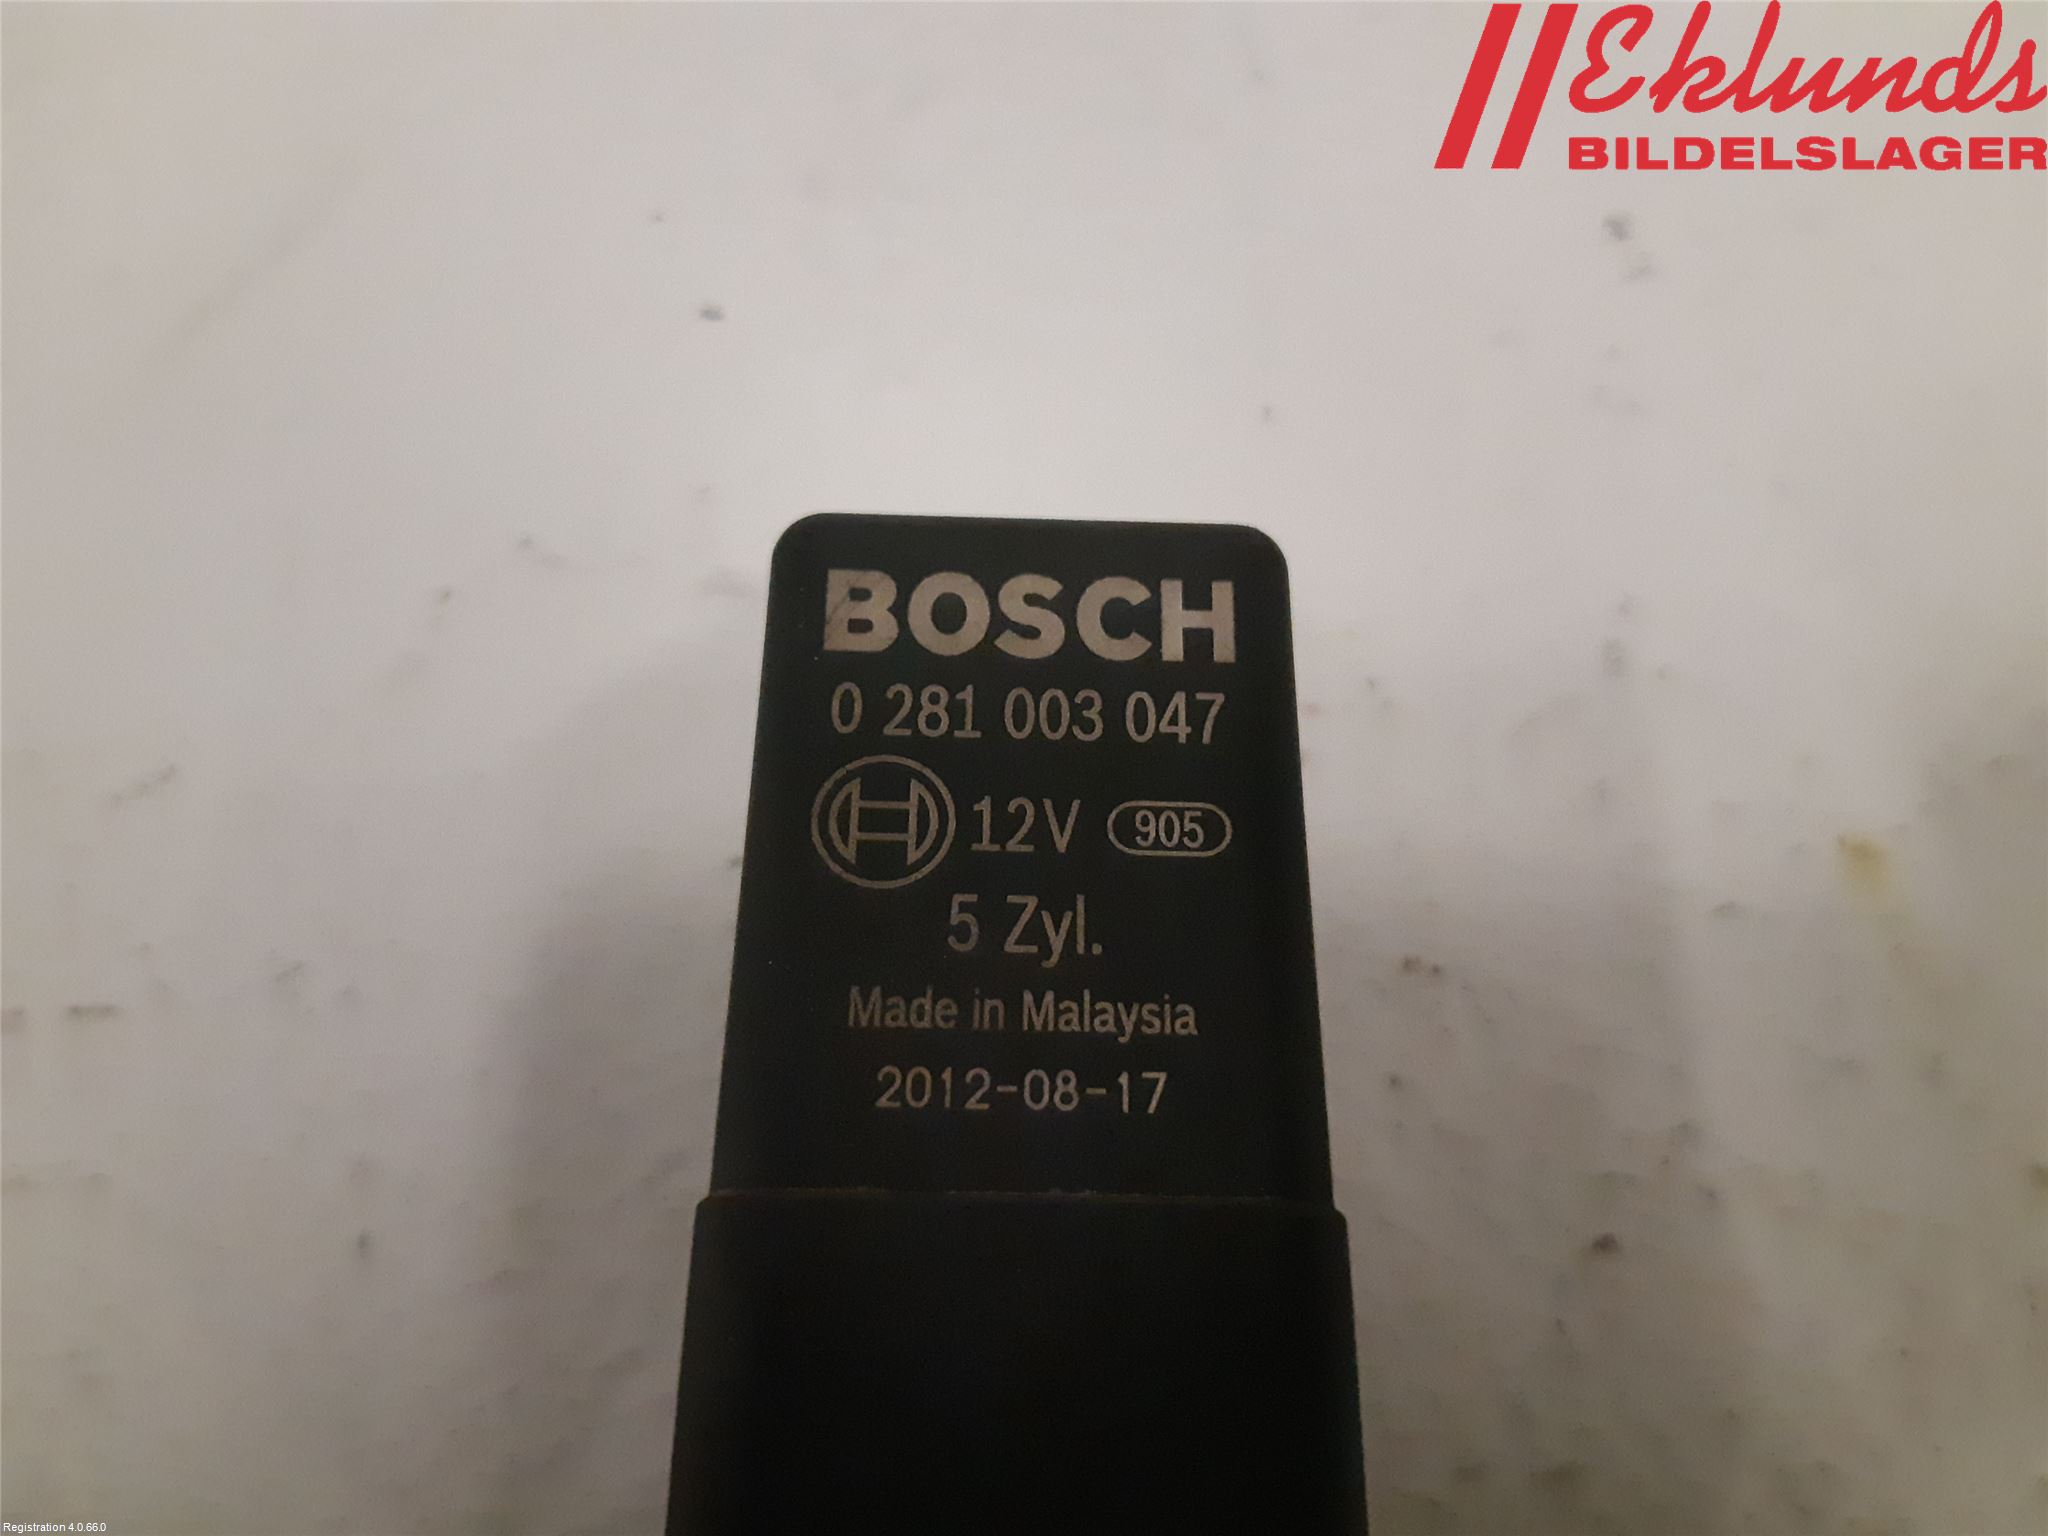 Eklunds
BILDELSLAGER
BOSCH
0 281 003 047
12V 905
5 Zyl.
Made in Malaysia
2012-08-17
Registration 4.0.66.0